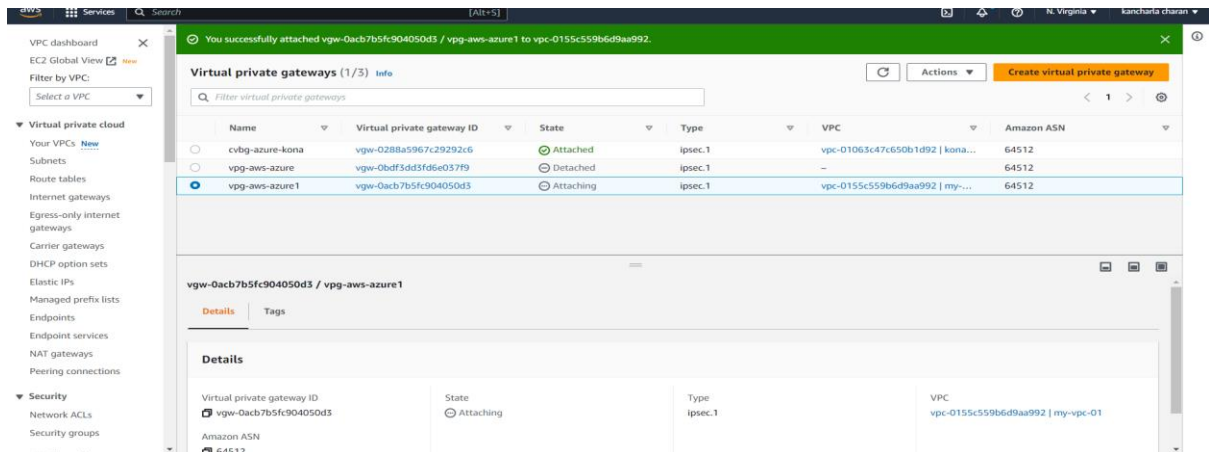 aws Services Search [Alt+S] N. Virginia ▼ kancharla charan ▼
VPC dashboard
EC2 Global View New
Filter by VPC:
Select a VPC
Virtual private cloud
Your VPCs New
Subnets
Route tables
Internet gateways
Egress-only internet
gateways
Carrier gateways
DHCP option sets
Elastic IPs
Managed prefix lists
Endpoints
Endpoint services
NAT gateways
Peering connections
Security
Network ACLs
Security groups
You successfully attached vgw-0acb7b5fc904050d3 / vpg-aws-azure1 to vpc-0155c559b6d9aa992.
Virtual private gateways (1/3) Info Actions ▼ Create virtual private gateway
Filter virtual private gateways < 1 >
Name Virtual private gateway ID State Type VPC Amazon ASN
cvbg-azure-kona vgw-0288a5967c29292c6 Attached ipsec.1 vpc-01063c47c650b1d92 | kona... 64512
vpg-aws-azure vgw-0bdf3dd3fd6e037f9 Detached ipsec.1 – 64512
vpg-aws-azure1 vgw-0acb7b5fc904050d3 Attaching ipsec.1 vpc-0155c559b6d9aa992 | my-... 64512
vgw-0acb7b5fc904050d3 / vpg-aws-azure1
Details Tags
Details
Virtual private gateway ID State Type VPC
vgw-0acb7b5fc904050d3 Attaching ipsec.1 vpc-0155c559b6d9aa992 | my-vpc-01
Amazon ASN
64512